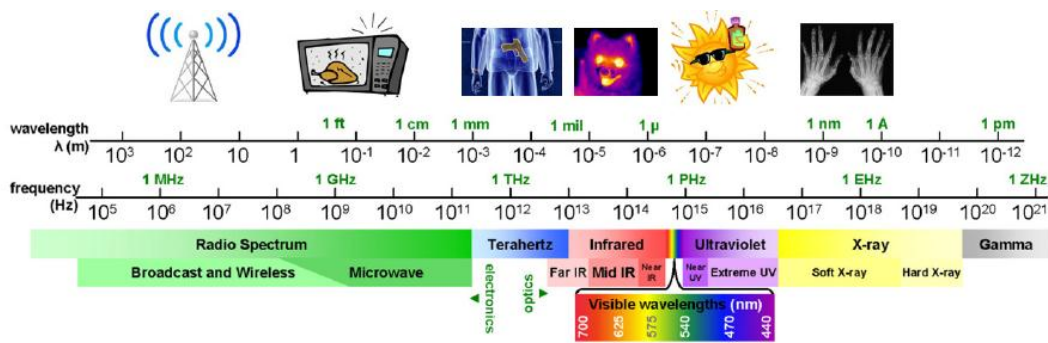 1 ft 1 cm 1 mm 1 mil 1 µ 1 nm 1 A 1 pm
wavelength
λ (m)
10³ 10² 10 1 10⁻¹ 10⁻² 10⁻³ 10⁻⁴ 10⁻⁵ 10⁻⁶ 10⁻⁷ 10⁻⁸ 10⁻⁹ 10⁻¹⁰ 10⁻¹¹ 10⁻¹²
1 MHz 1 GHz 1 THz 1 PHz 1 EHz 1 ZHz
frequency
(Hz)
10⁵ 10⁶ 10⁷ 10⁸ 10⁹ 10¹⁰ 10¹¹ 10¹² 10¹³ 10¹⁴ 10¹⁵ 10¹⁶ 10¹⁷ 10¹⁸ 10¹⁹ 10²⁰ 10²¹
Radio Spectrum Terahertz Infrared Ultraviolet X-ray Gamma
Broadcast and Wireless Microwave
electronics
optics
Far IR Mid IR Near IR Near UV Extreme UV Soft X-ray Hard X-ray
Visible wavelengths (nm)
700 625 575 540 470 440